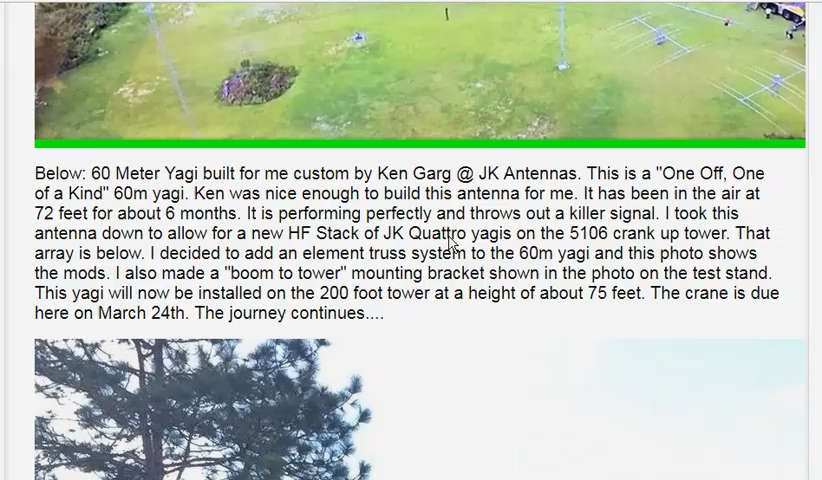 Below: 60 Meter Yagi built for me custom by Ken Garg @ JK Antennas. This is a "One Off, One
of a Kind" 60m yagi. Ken was nice enough to build this antenna for me. It has been in the air at
72 feet for about 6 months. It is performing perfectly and throws out a killer signal. I took this
antenna down to allow for a new HF Stack of JK Quattro yagis on the 5106 crank up tower. That
array is below. I decided to add an element truss system to the 60m yagi and this photo shows
the mods. I also made a "boom to tower" mounting bracket shown in the photo on the test stand.
This yagi will now be installed on the 200 foot tower at a height of about 75 feet. The crane is due
here on March 24th. The journey continues....